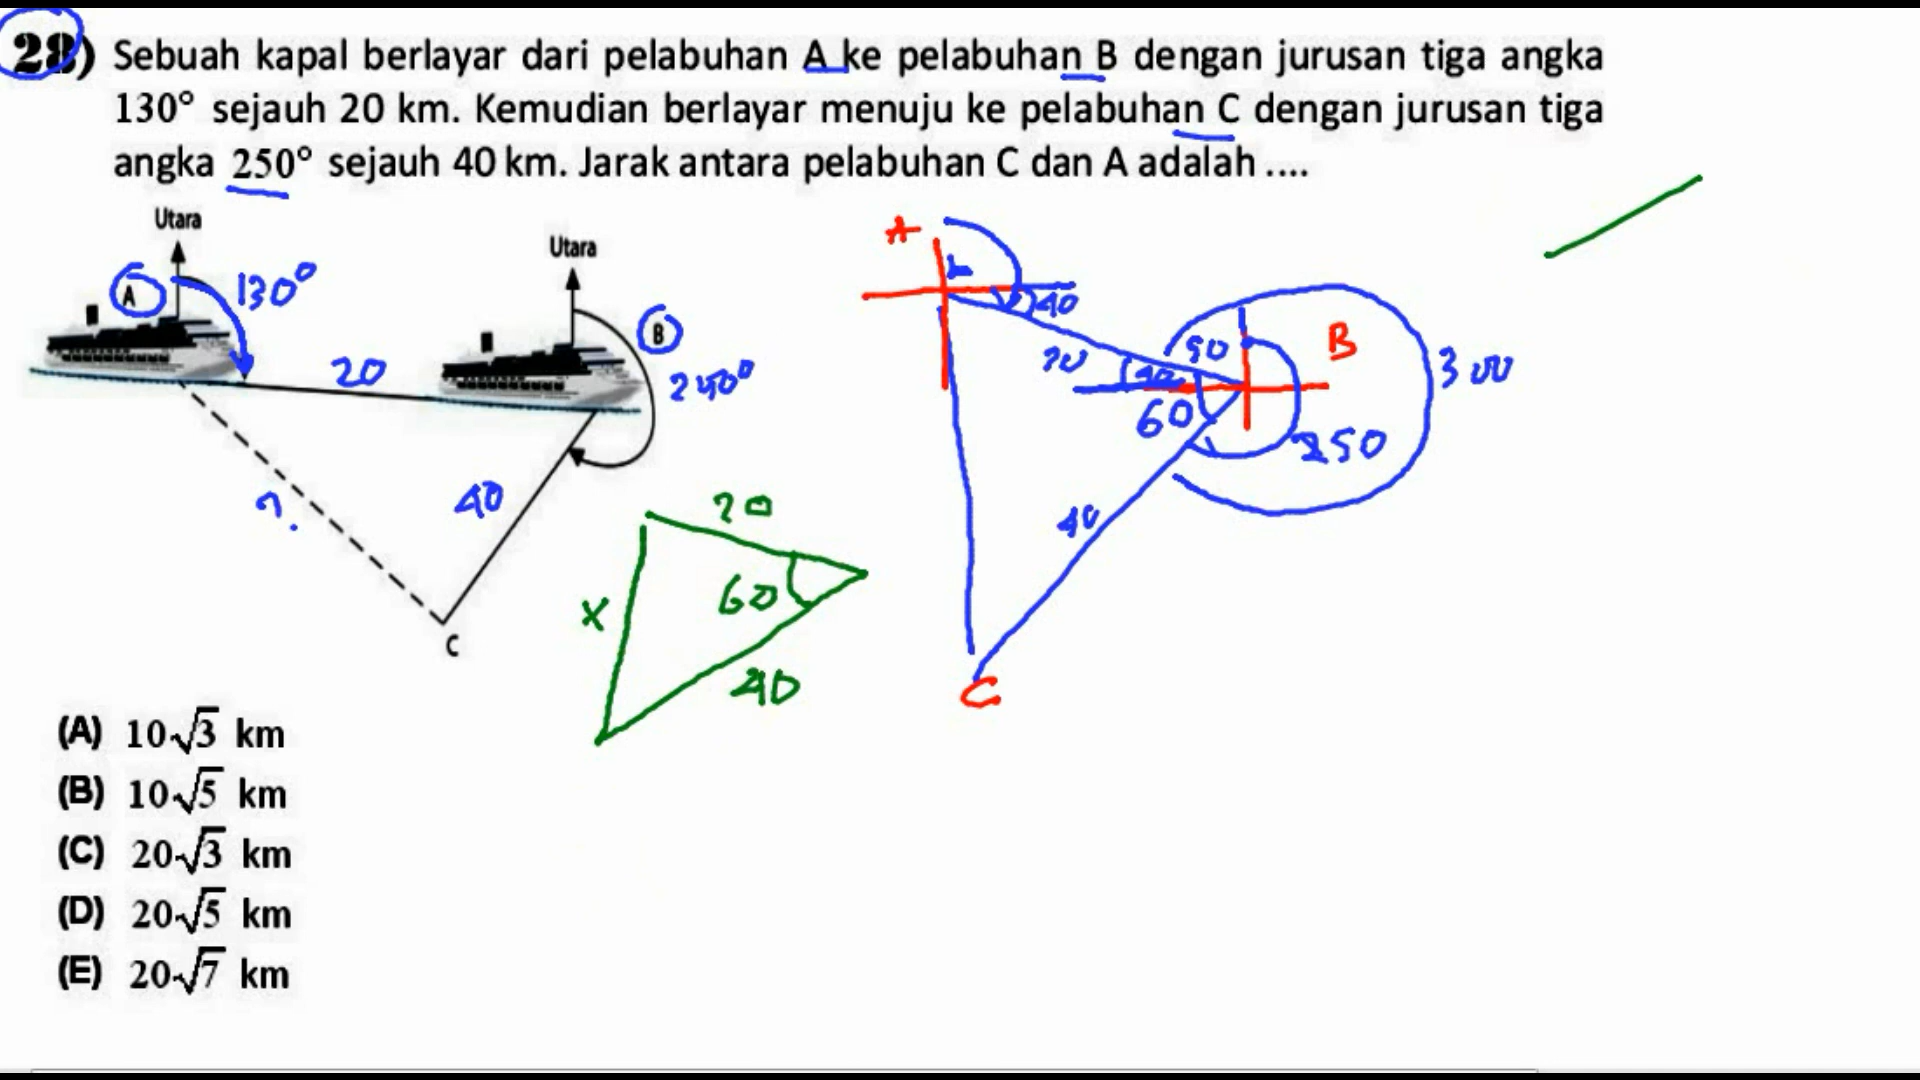 28) Sebuah kapal berlayar dari pelabuhan A ke pelabuhan B dengan jurusan tiga angka
130° sejauh 20 km. Kemudian berlayar menuju ke pelabuhan C dengan jurusan tiga
angka 250° sejauh 40 km. Jarak antara pelabuhan C dan A adalah ....
Utara
Utara
A
130°
B
20
?
40
C
A
40
B
50
40
60
250
300
40
C
20
60
x
40
(A) 10√3 km
(B) 10√5 km
(C) 20√3 km
(D) 20√5 km
(E) 20√7 km